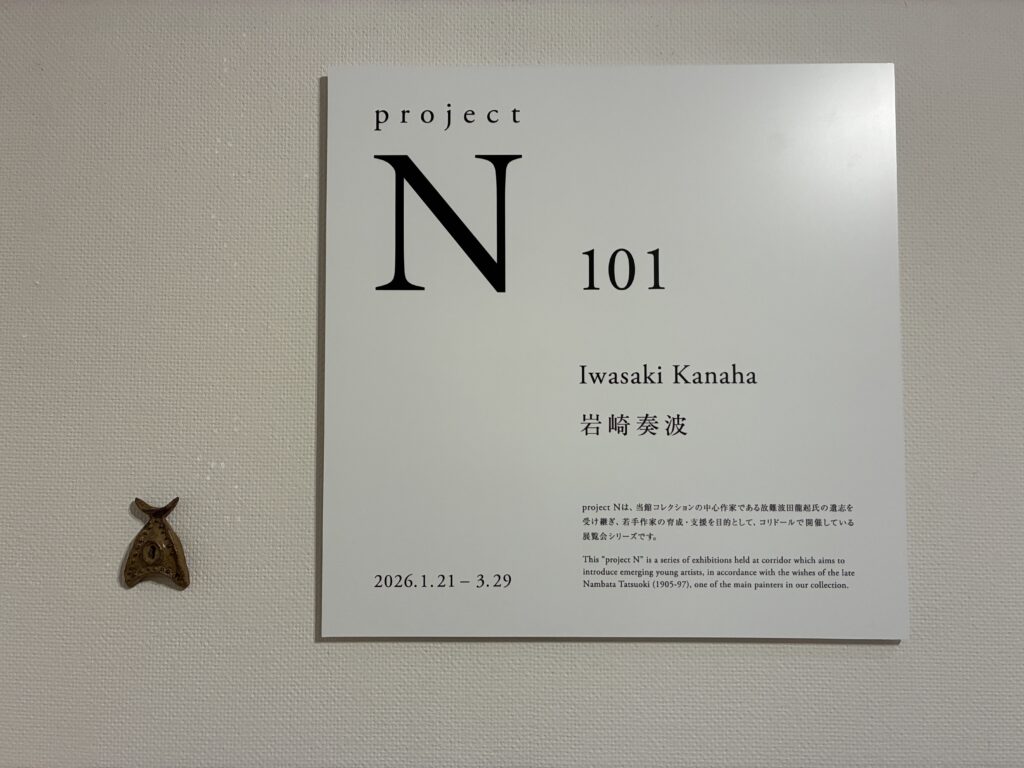 project
N 101
Iwasaki Kanaha
岩崎奏波
project Nは、当館コレクションの中心作家である故難波田龍起氏の遺志を
受け継ぎ、若手作家の育成・支援を目的として、コリドールで開催している
展覧会シリーズです。
This “project N” is a series of exhibitions held at corridor which aims to
introduce emerging young artists, in accordance with the wishes of the late
Nambata Tatsuoki (1905-97), one of the main painters in our collection.
2026.1.21 – 3.29